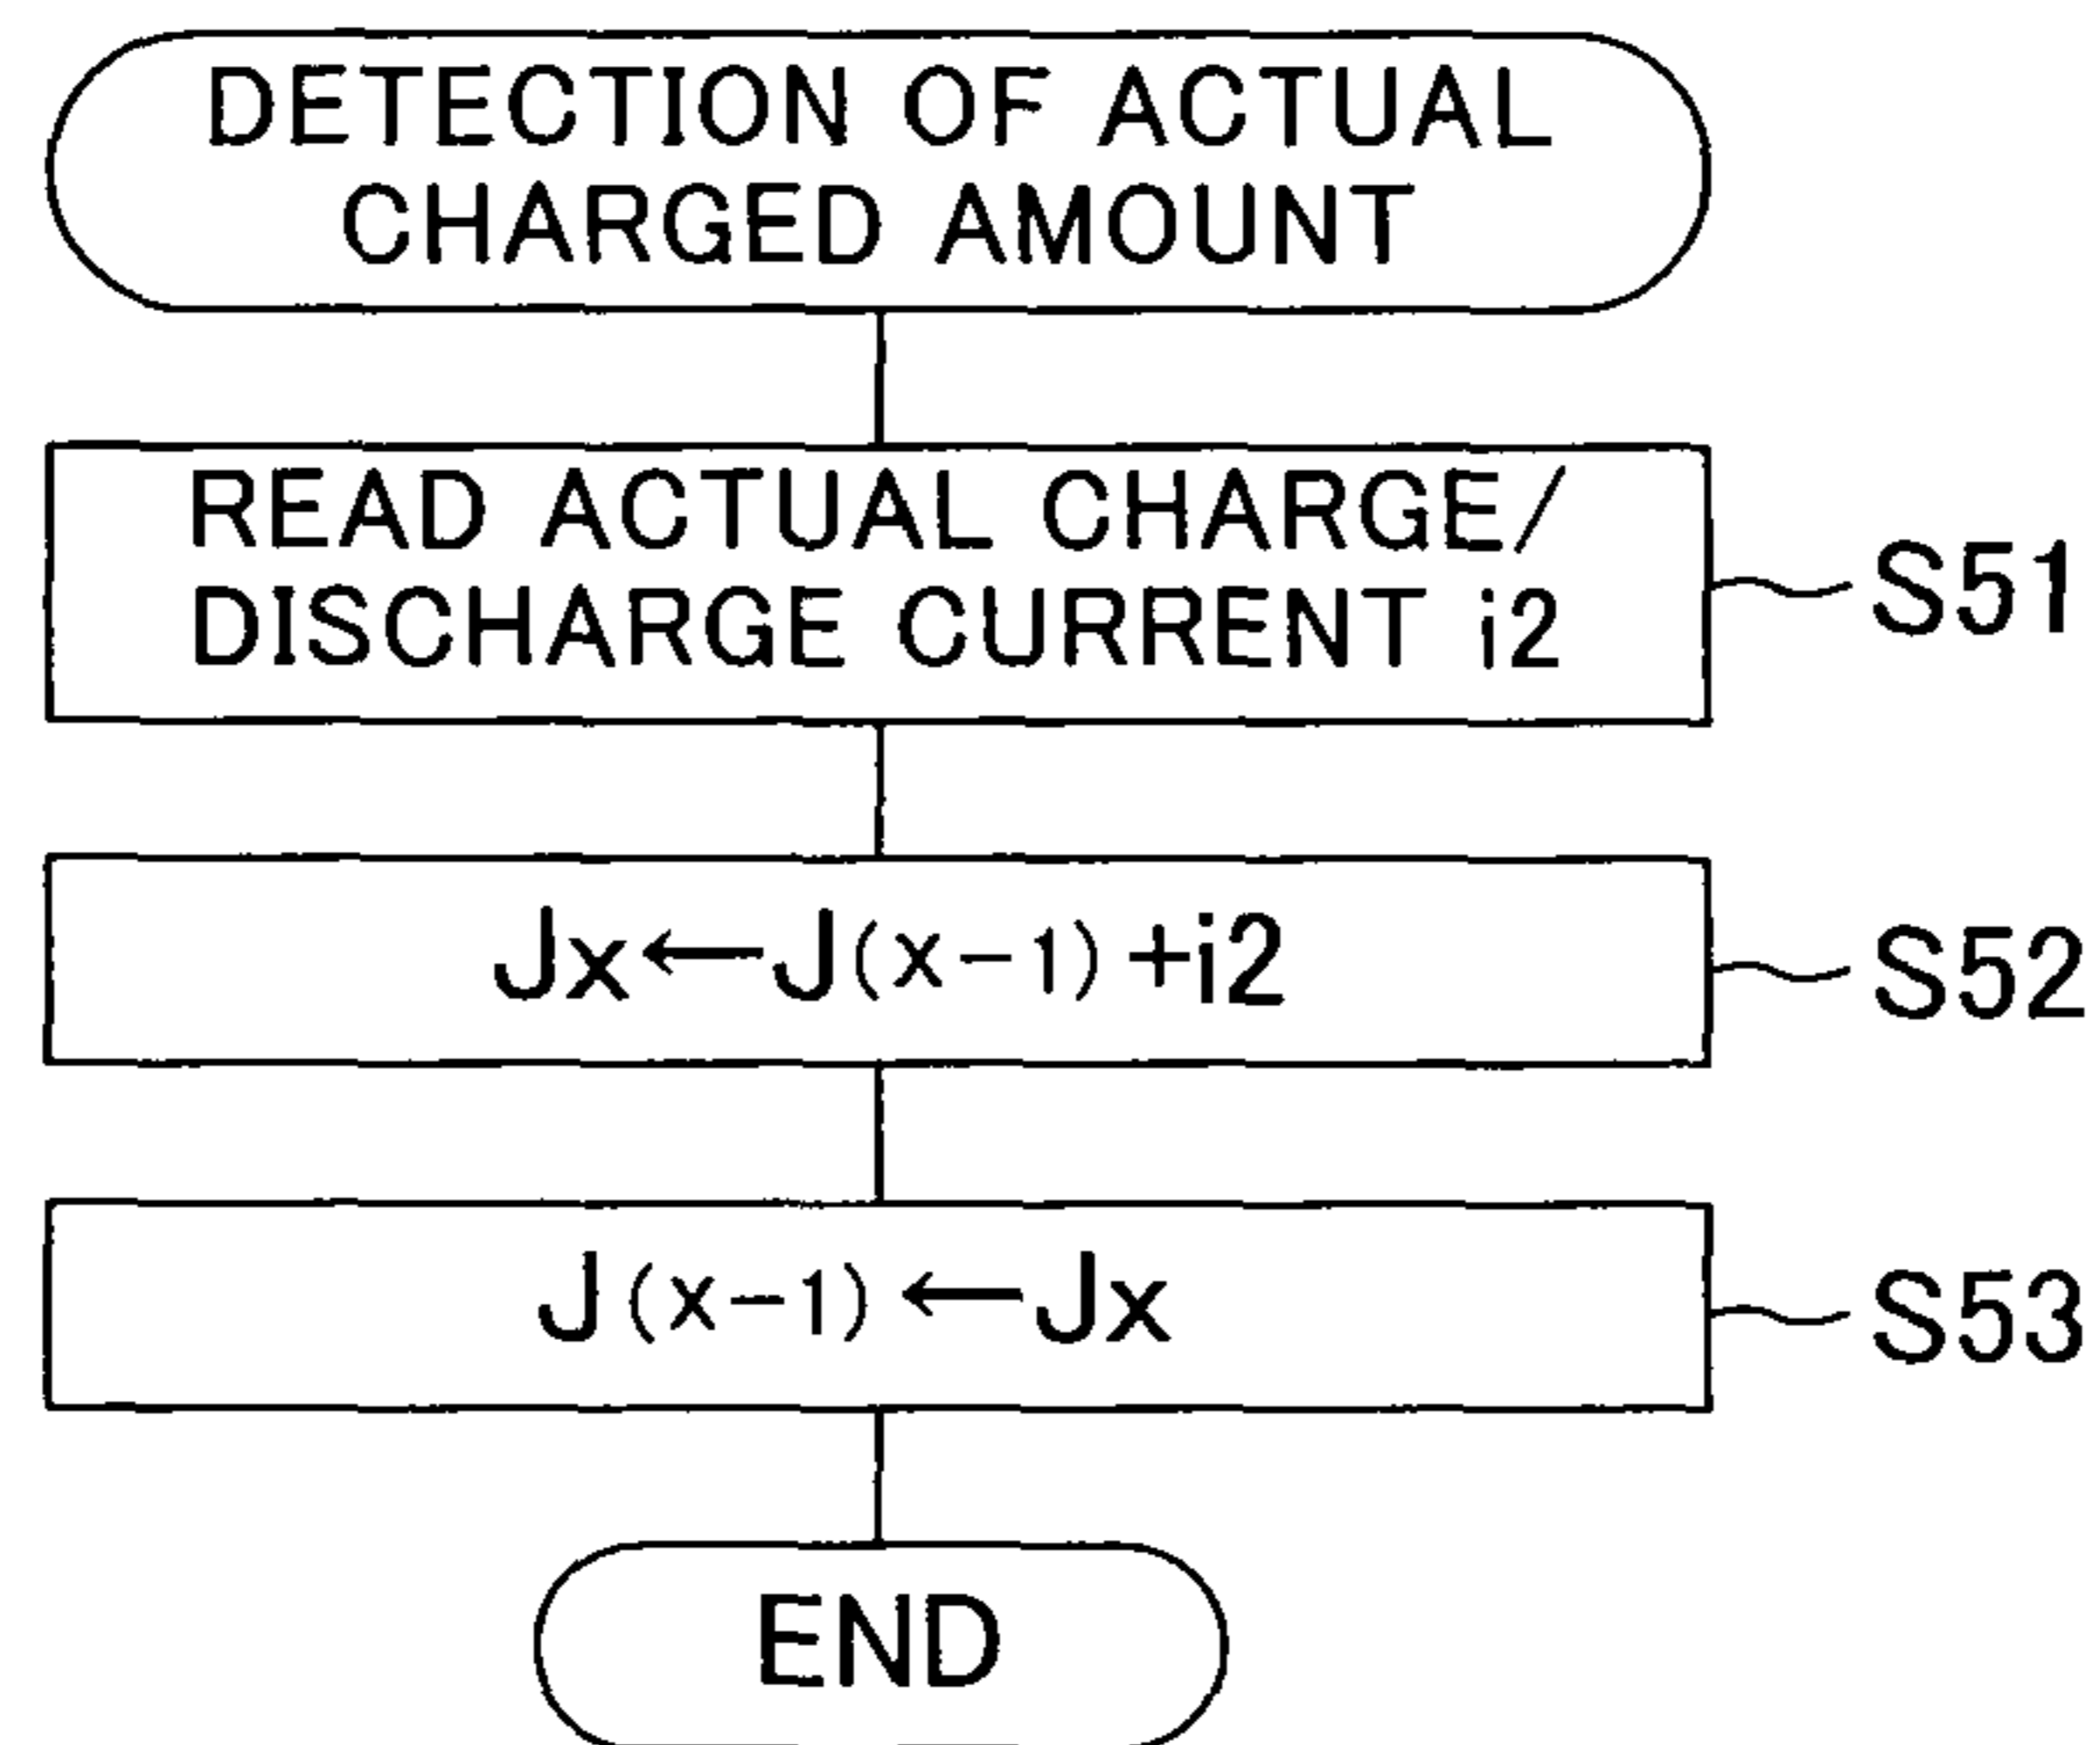 DETECTION OF ACTUAL
CHARGED AMOUNT
READ ACTUAL CHARGE/
DISCHARGE CURRENT i2
S51
Jx←J(x-1)+i2
S52
J(x-1)←Jx
S53
END